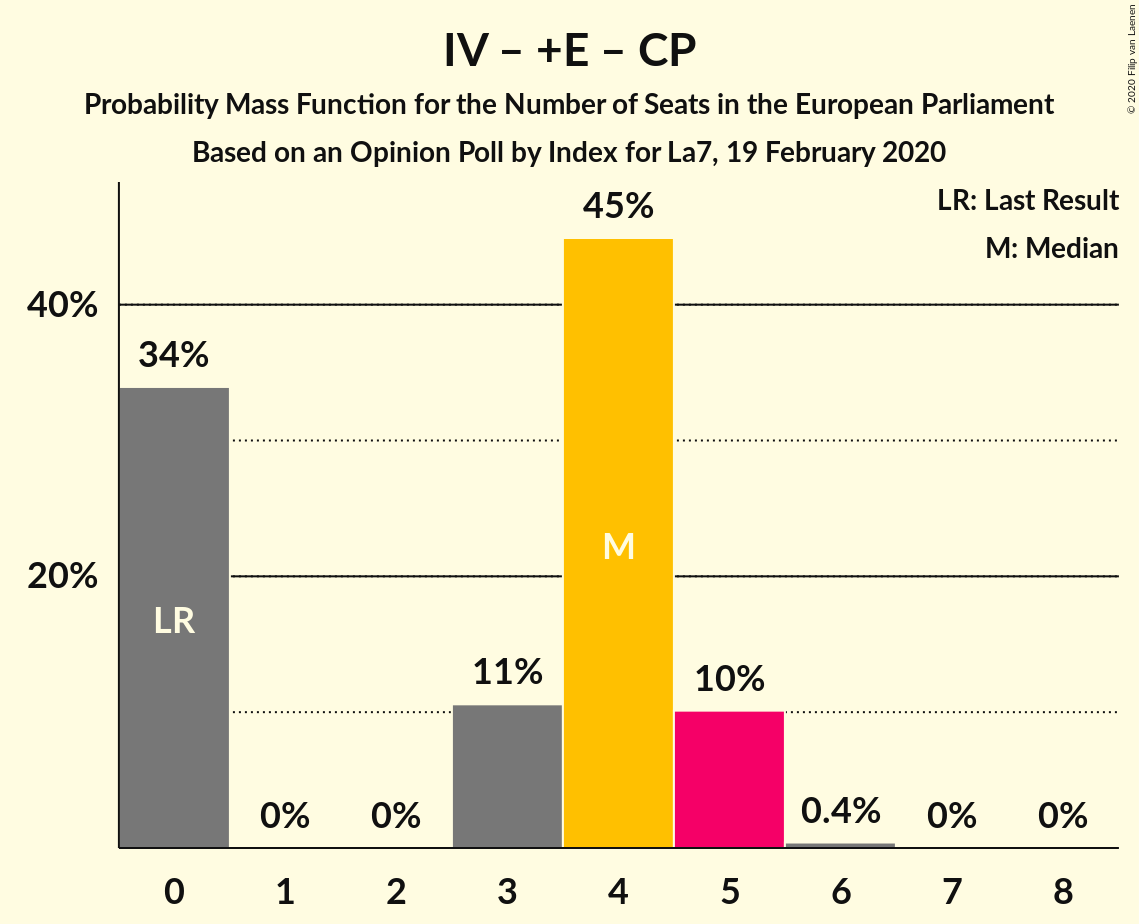 IV – +E – CP
Probability Mass Function for the Number of Seats in the European Parliament
Based on an Opinion Poll by Index for La7, 19 February 2020
© 2020 Filip van Laenen
LR: Last Result
M: Median
45%
40%
34%
M
20%
LR
11%
10%
0%
0%
0.4%
0%
0%
0 1 2 3 4 5 6 7 8